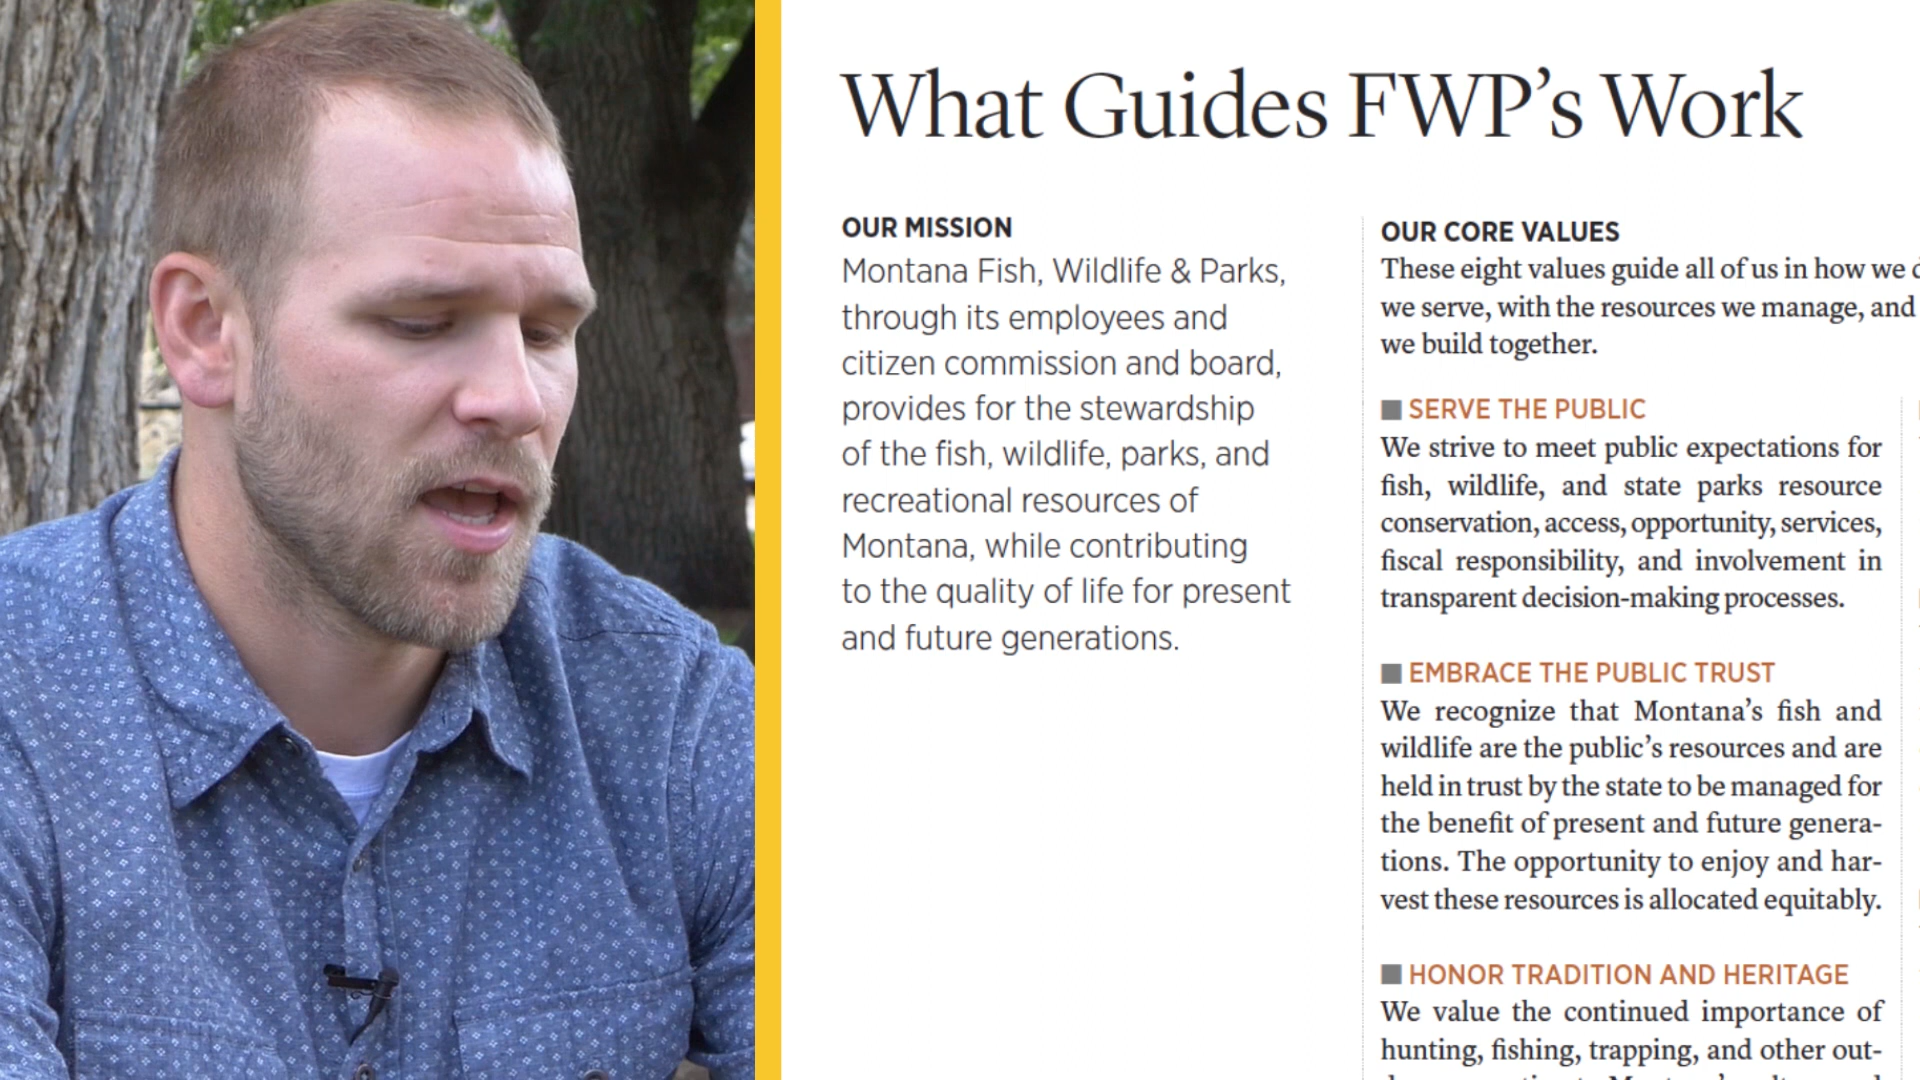 What Guides FWP’s Work
OUR MISSION
Montana Fish, Wildlife & Parks,
through its employees and
citizen commission and board,
provides for the stewardship
of the fish, wildlife, parks, and
recreational resources of
Montana, while contributing
to the quality of life for present
and future generations.
OUR CORE VALUES
These eight values guide all of us in how we
we serve, with the resources we manage, and
we build together.
SERVE THE PUBLIC
We strive to meet public expectations for
fish, wildlife, and state parks resource
conservation, access, opportunity, services,
fiscal responsibility, and involvement in
transparent decision-making processes.
EMBRACE THE PUBLIC TRUST
We recognize that Montana’s fish and
wildlife are the public’s resources and are
held in trust by the state to be managed for
the benefit of present and future genera-
tions. The opportunity to enjoy and har-
vest these resources is allocated equitably.
HONOR TRADITION AND HERITAGE
We value the continued importance of
hunting, fishing, trapping, and other out-